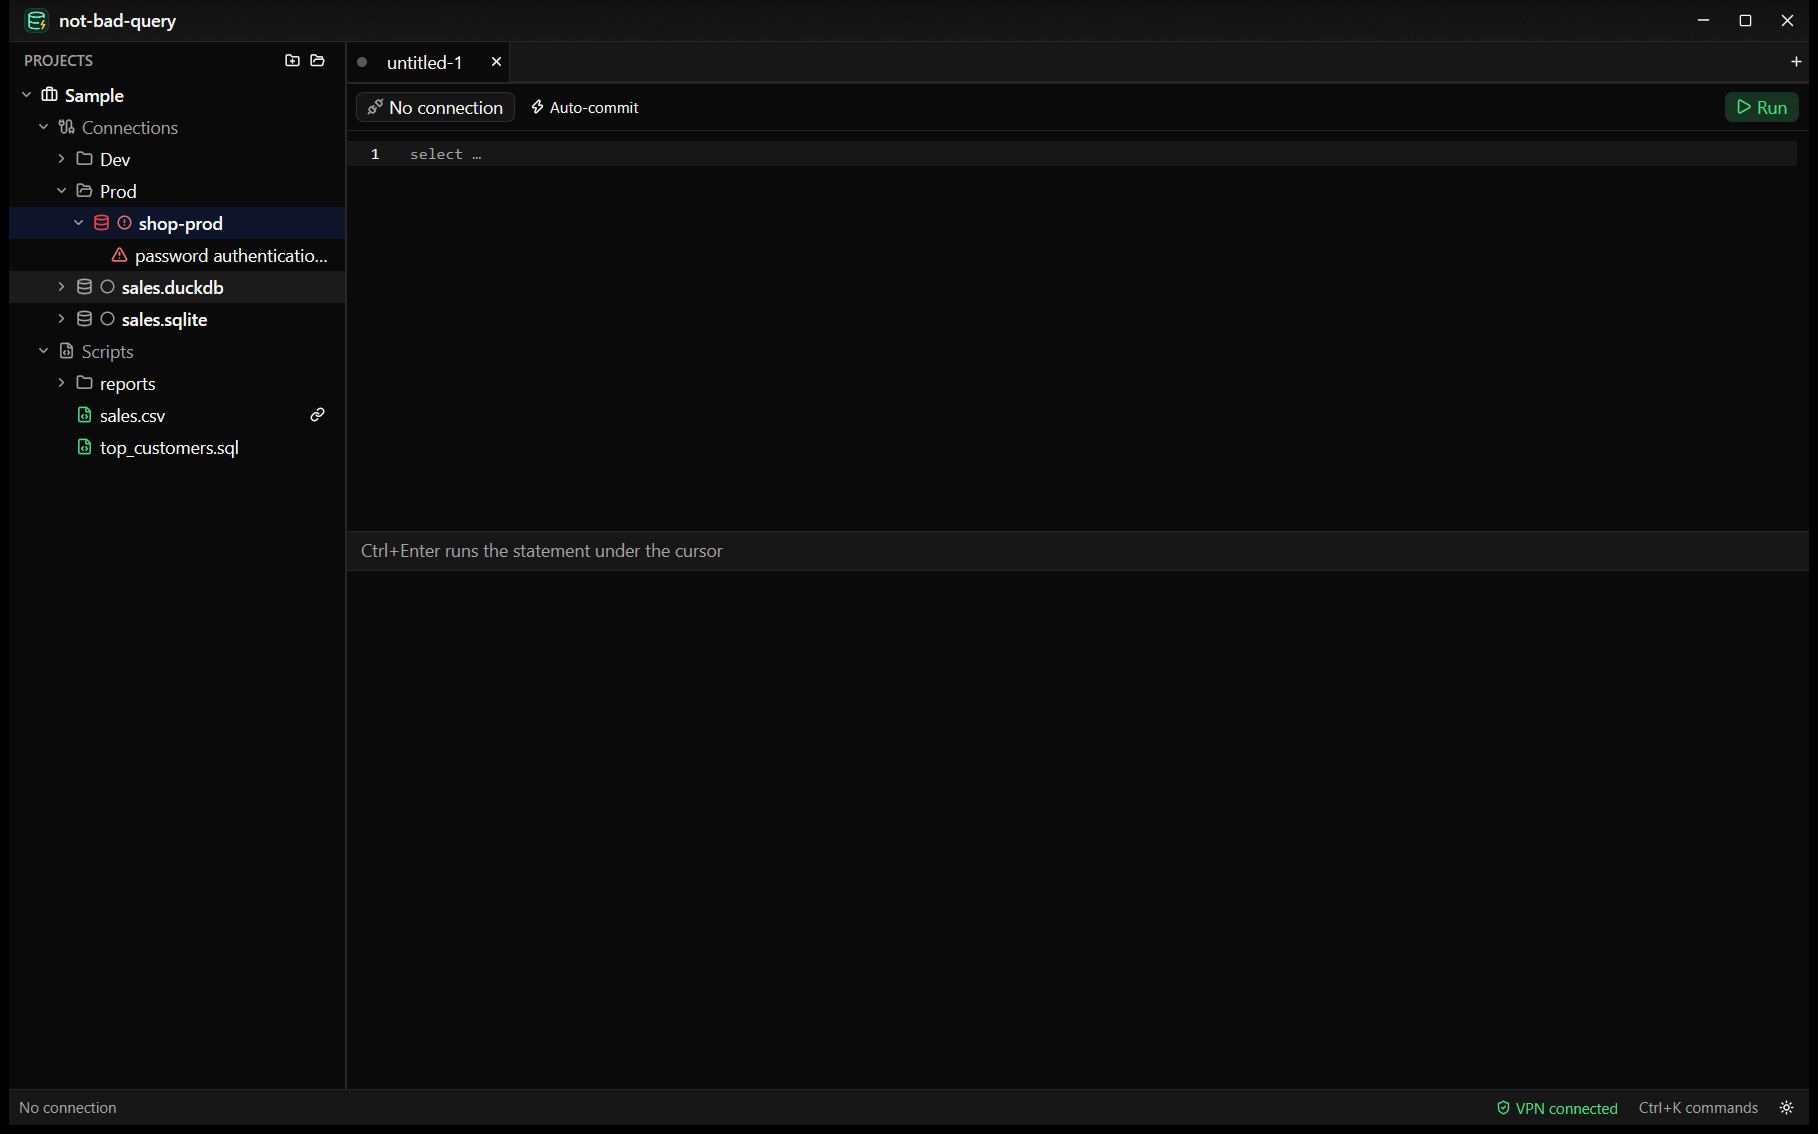 not-bad-query
PROJECTS
Sample
Connections
Dev
Prod
shop-prod
password authenticatio...
sales.duckdb
sales.sqlite
Scripts
reports
sales.csv
top_customers.sql
untitled-1
No connection
Auto-commit
Run
1 select …
Ctrl+Enter runs the statement under the cursor
No connection
VPN connected
Ctrl+K commands